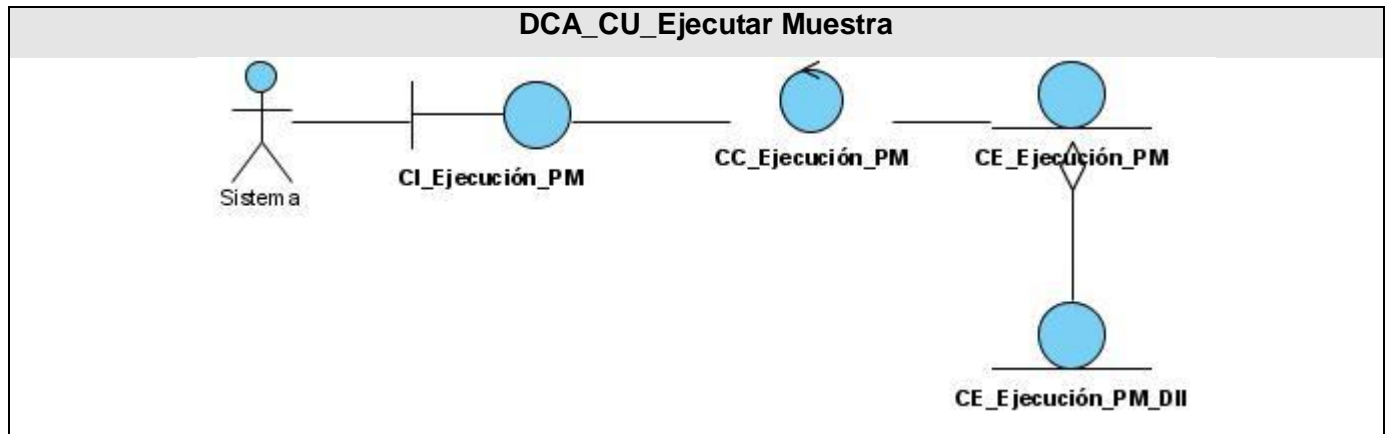 DCA_CU_Ejecutar Muestra
CC_Ejecución_PM
CE_Ejecución_PM
CI_Ejecución_PM
Sistema
CE_Ejecución_PM_Dll